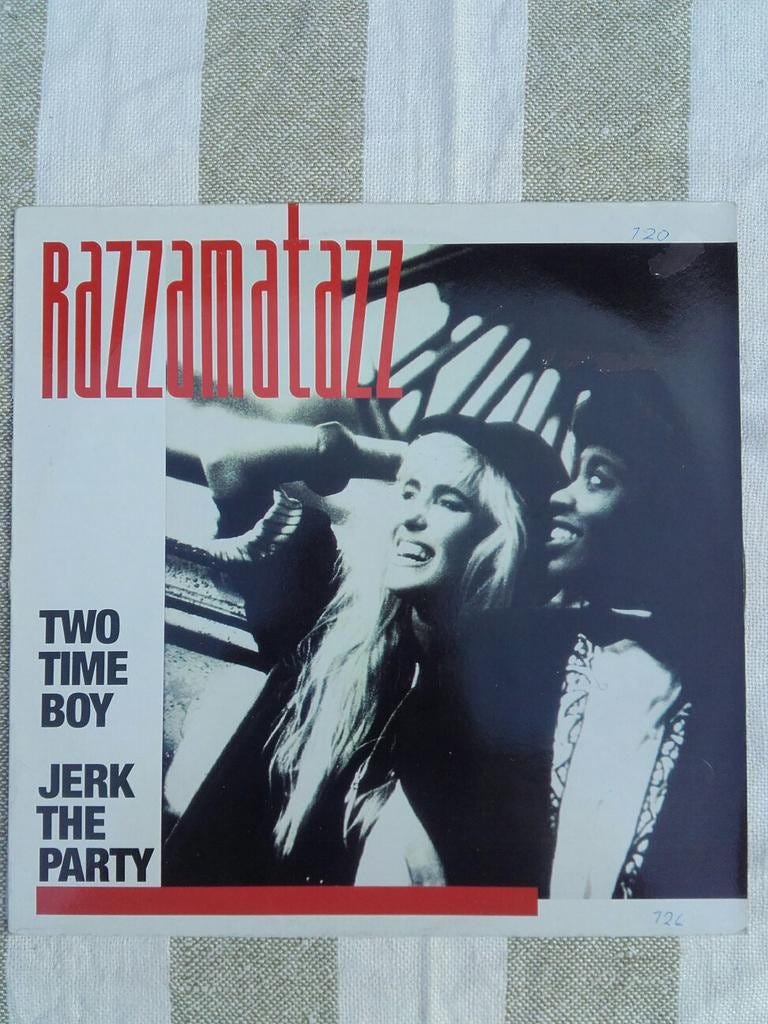 120
Razzamatazz
TWO
TIME
BOY
JERK
THE
PARTY
126